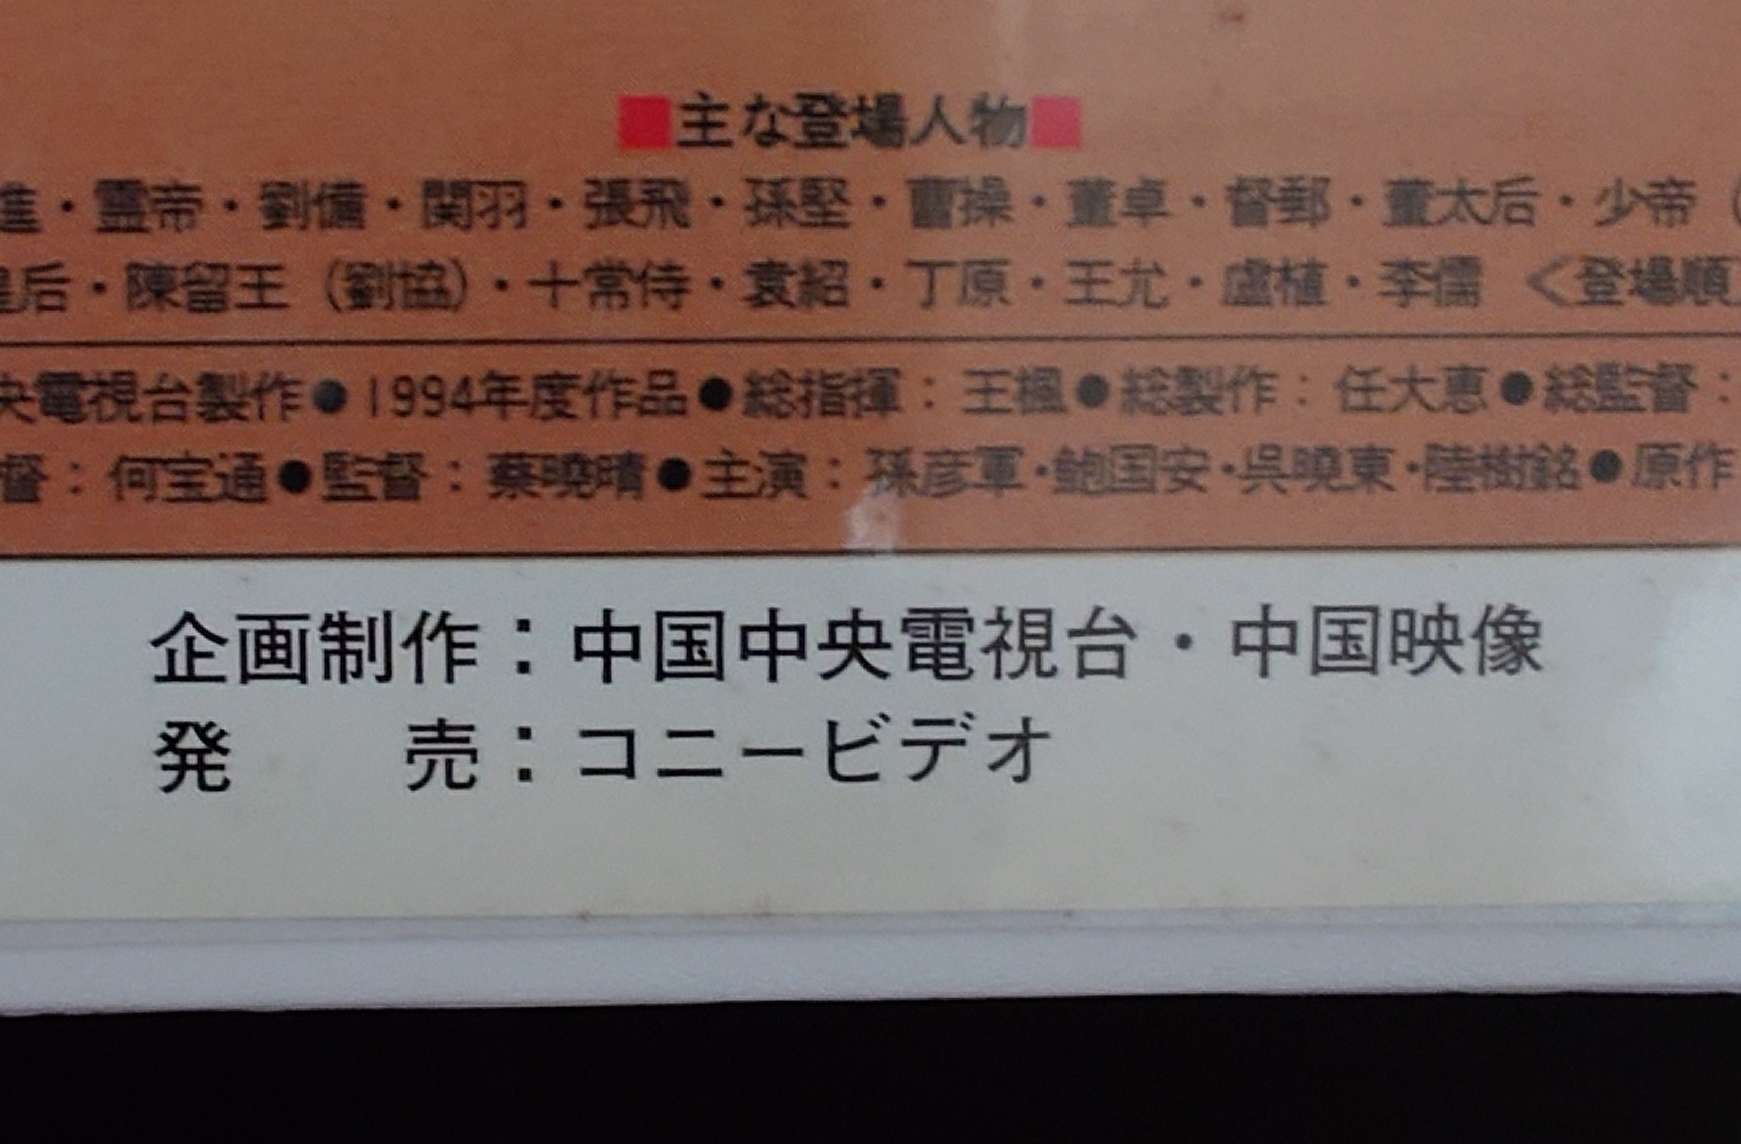 ■主な登場人物■
進・霊帝・劉備・関羽・張飛・孫堅・曹操・董卓・督郵・董太后・少帝（
皇后・陳留王（劉協）・十常侍・袁紹・丁原・王允・盧植・李儒 ＜登場順
央電視台製作●1994年度作品●総指揮：王楓●総製作：任大恵●総監督：
督：何宝通●監督：蔡曉晴●主演：孫彦軍・鮑国安・呉曉東・陸樹銘●原作
企画制作：中国中央電視台・中国映像
発　　売：コニービデオ